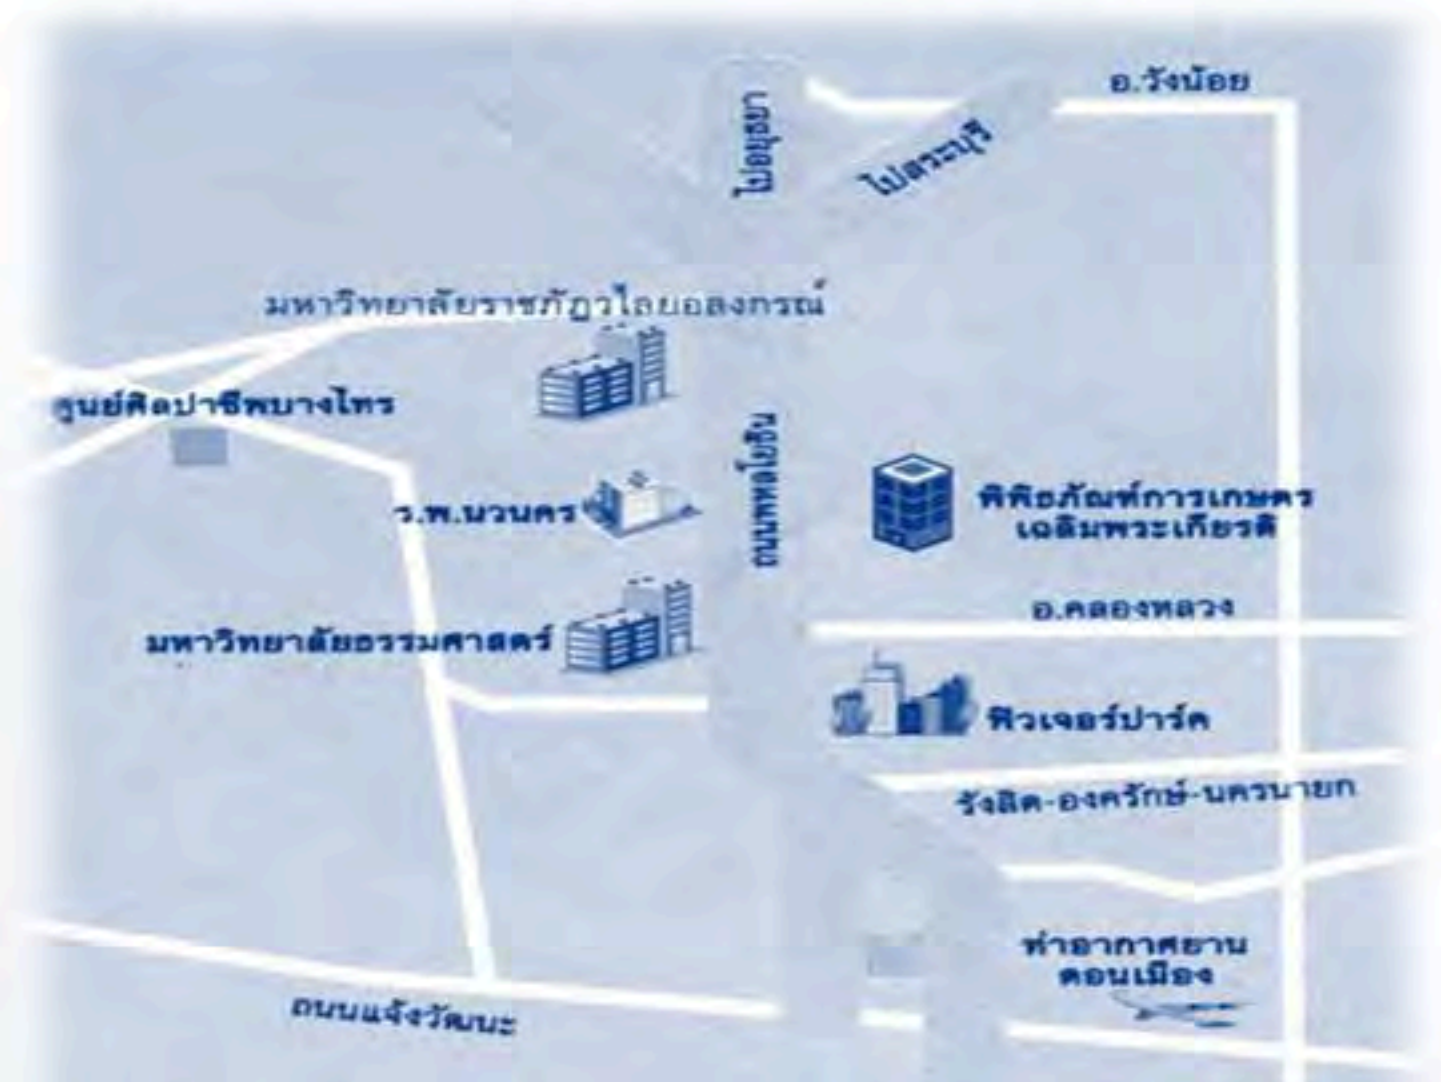 อ.วังน้อย
ไปอยุธยา
ไปสระบุรี
มหาวิทยาลัยราชภัฏวไลยอลงกรณ์
ศูนย์ศิลปาชีพบางไทร
ถนนพหลโยธิน
ร.พ.นวนคร
พิพิธภัณฑ์การเกษตร
เฉลิมพระเกียรติ
อ.คลองหลวง
มหาวิทยาลัยธรรมศาสตร์
ฟิวเจอร์ปาร์ค
รังสิต-องครักษ์-นครนายก
ท่าอากาศยาน
ดอนเมือง
ถนนแจ้งวัฒนะ